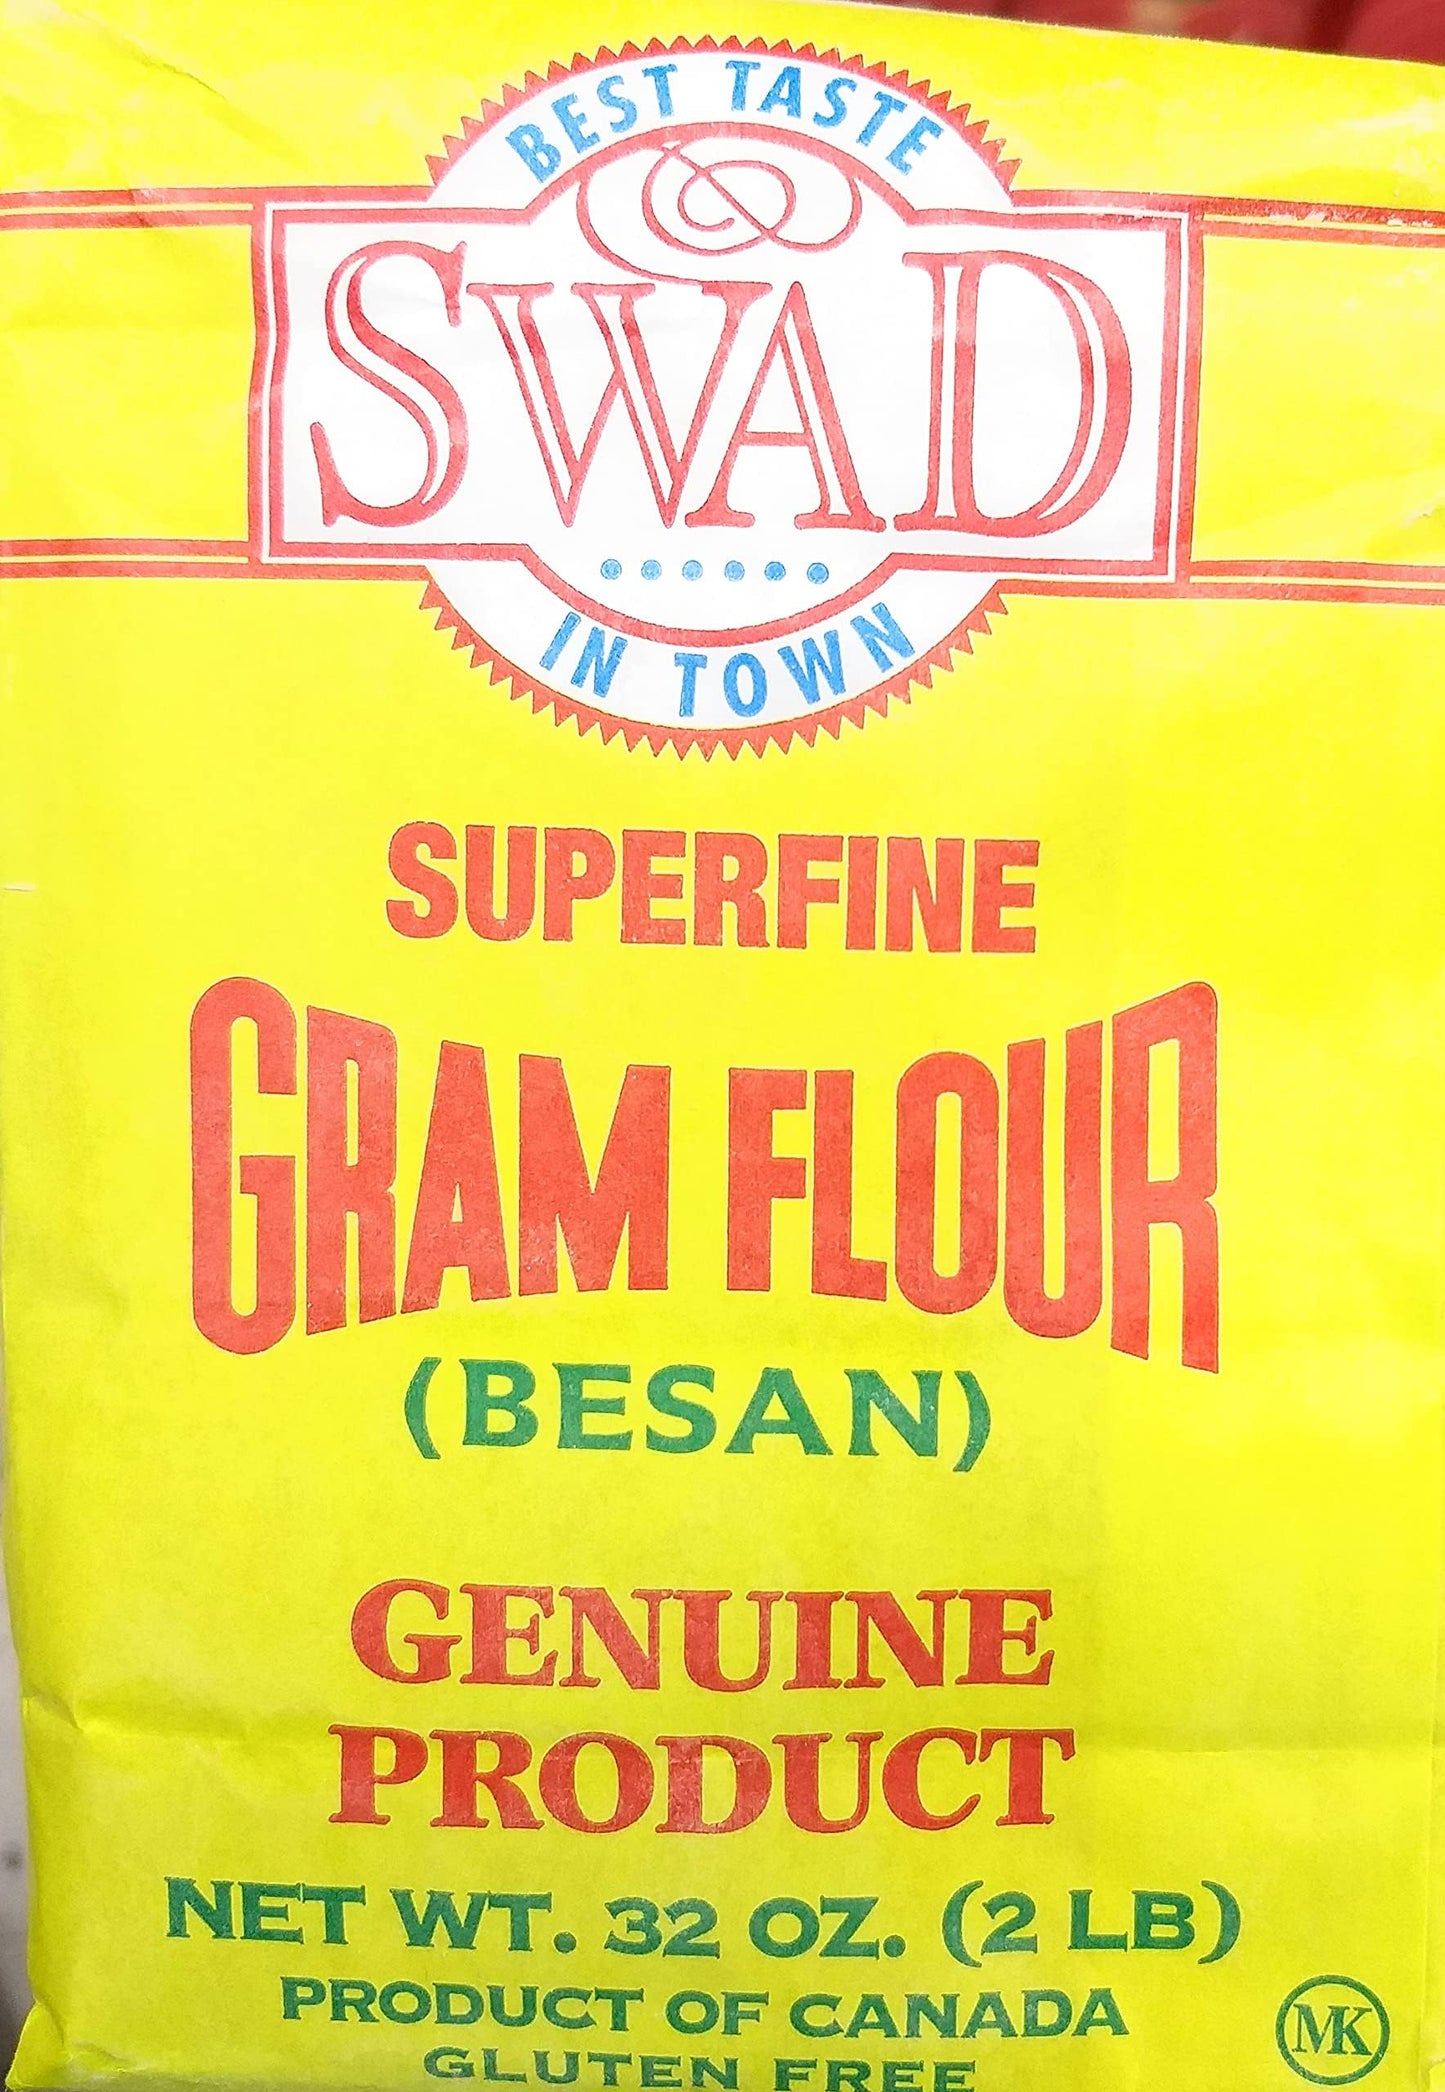 BEST TASTE
SWAD
IN TOWN
SUPERFINE
GRAM FLOUR
(BESAN)
GENUINE
PRODUCT
NET WT. 32 OZ. (2 LB)
PRODUCT OF CANADA
GLUTEN FREE
MK